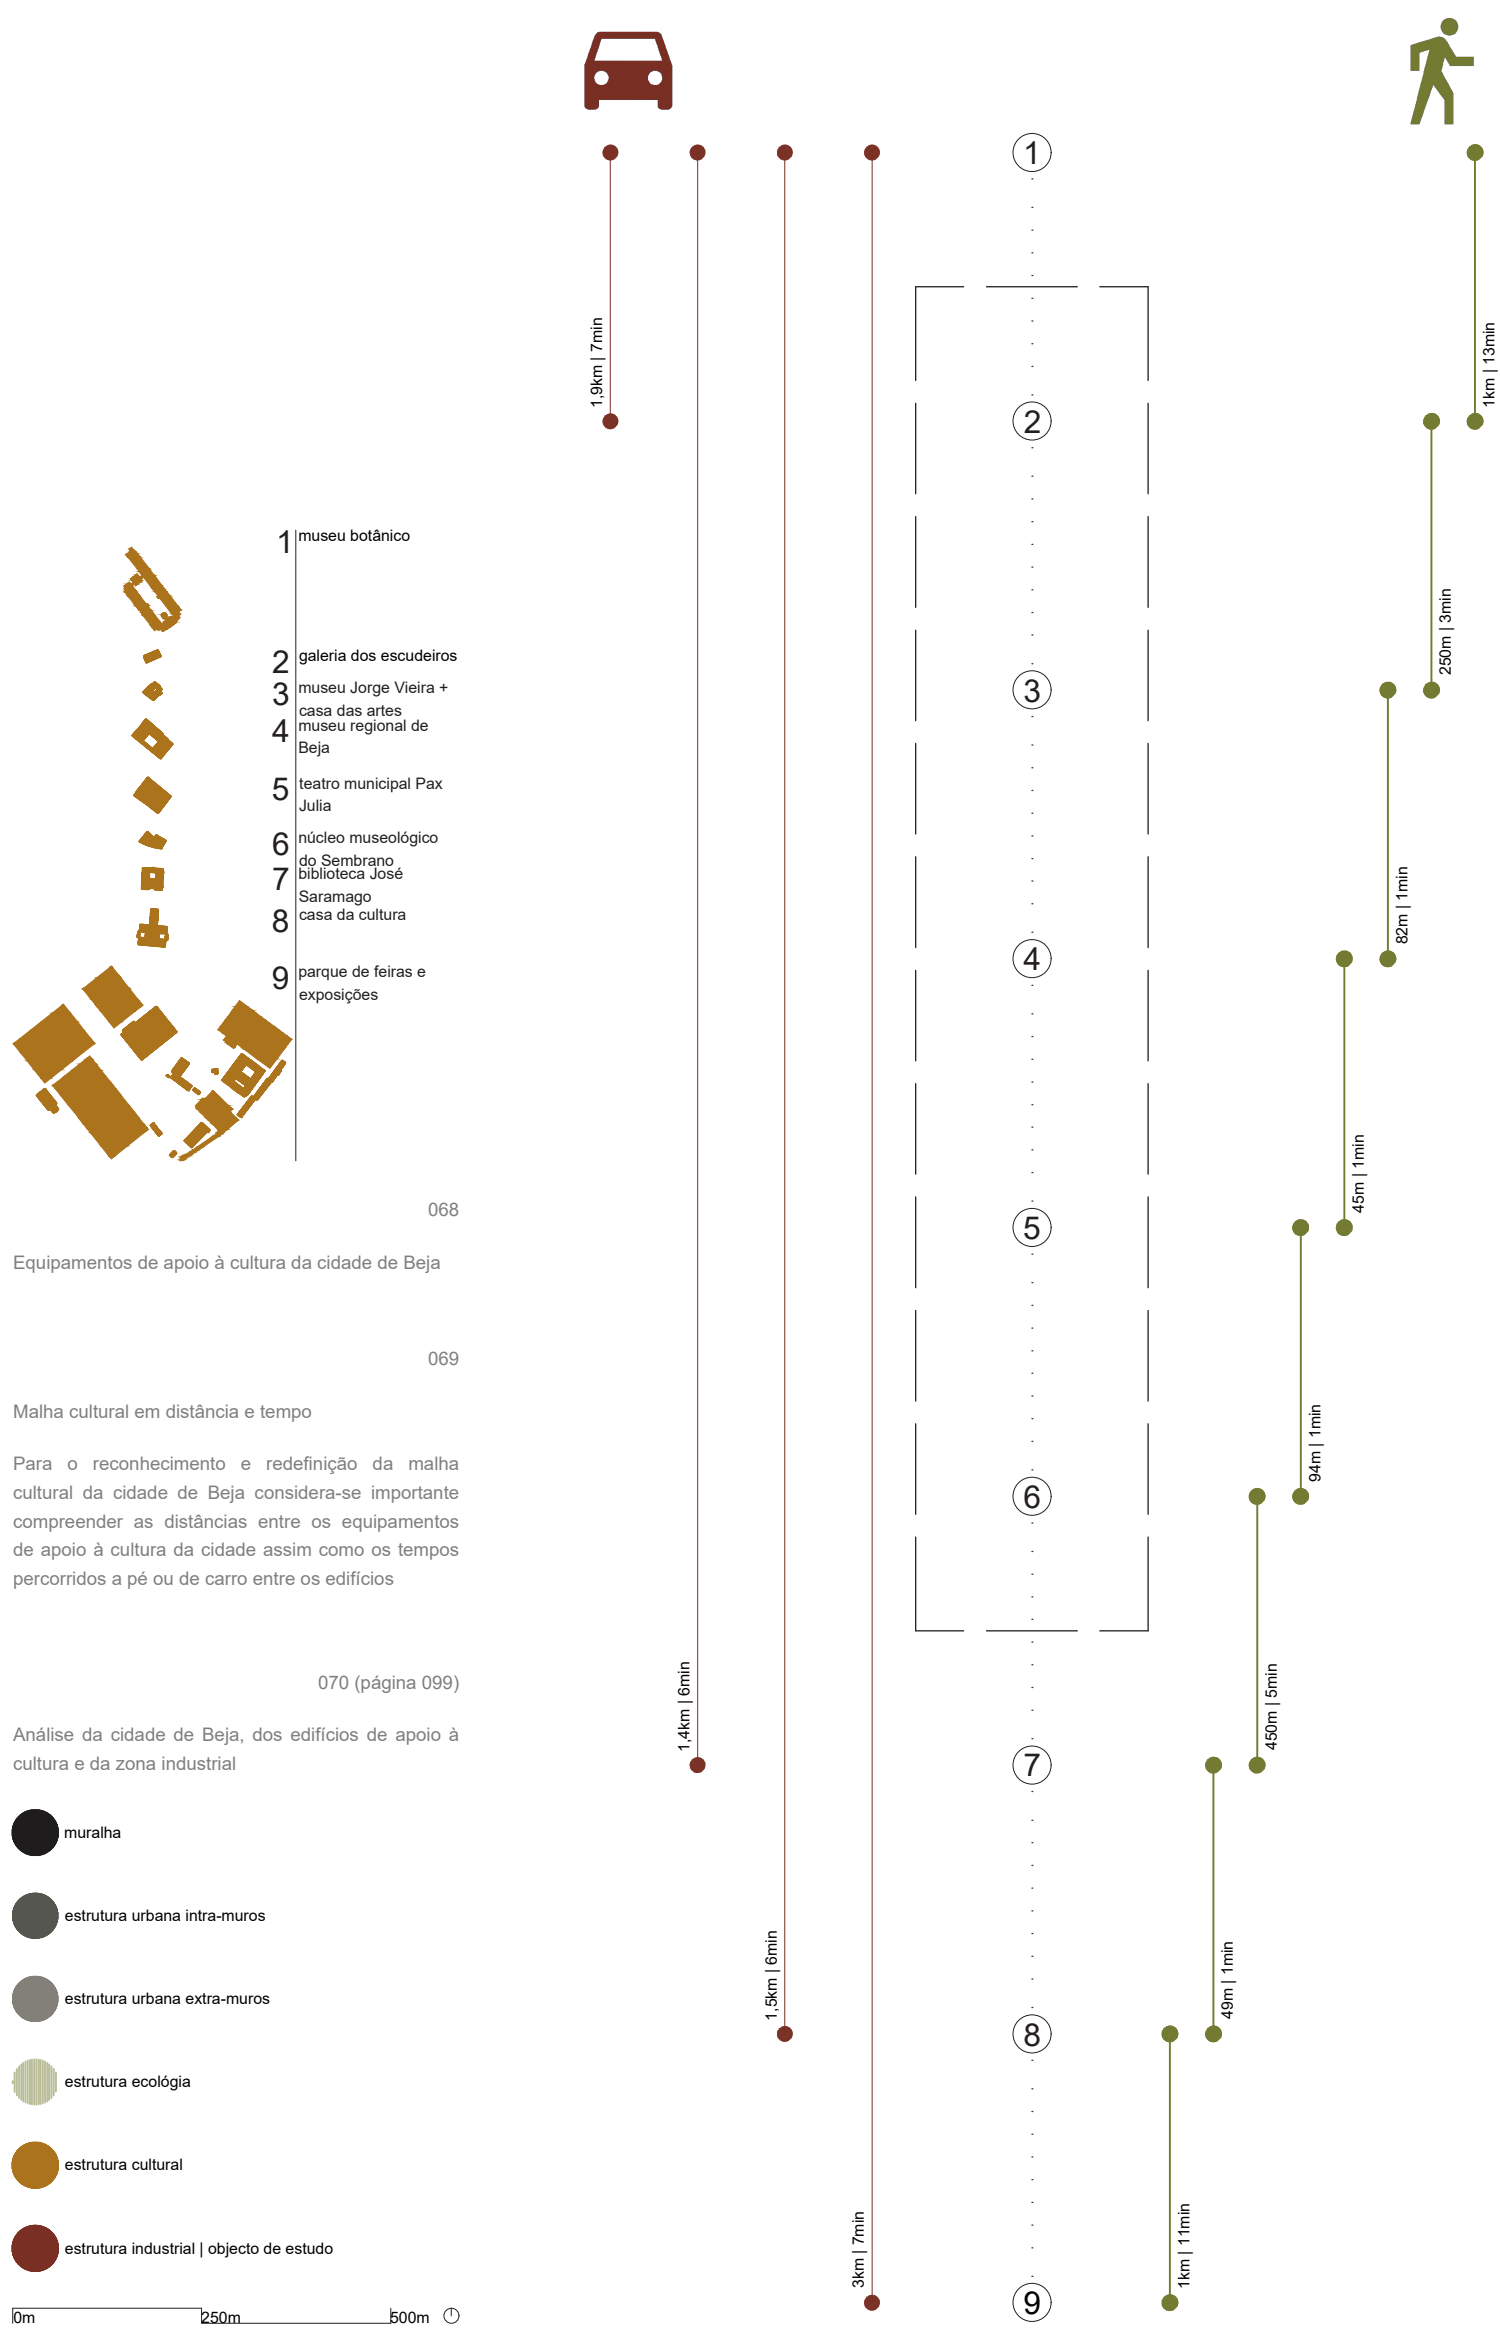 1 museu botânico
2 galeria dos escudeiros
3 museu Jorge Vieira +
casa das artes
4 museu regional de
Beja
5 teatro municipal Pax
Julia
6 núcleo museológico
do Sembrano
7 biblioteca José
Saramago
8 casa da cultura
9 parque de feiras e
exposições
068
Equipamentos de apoio à cultura da cidade de Beja
069
Malha cultural em distância e tempo
Para o reconhecimento e redefinição da malha
cultural da cidade de Beja considera-se importante
compreender as distâncias entre os equipamentos
de apoio à cultura da cidade assim como os tempos
percorridos a pé ou de carro entre os edifícios
070 (página 099)
Análise da cidade de Beja, dos edifícios de apoio à
cultura e da zona industrial
muralha
estrutura urbana intra-muros
estrutura urbana extra-muros
estrutura ecológia
estrutura cultural
estrutura industrial | objecto de estudo
0m 250m 500m
1,9km | 7min
1,4km | 6min
1,5km | 6min
3km | 7min
1
2
3
4
5
6
7
8
9
1km | 13min
250m | 3min
82m | 1min
45m | 1min
94m | 1min
450m | 5min
49m | 1min
1km | 11min